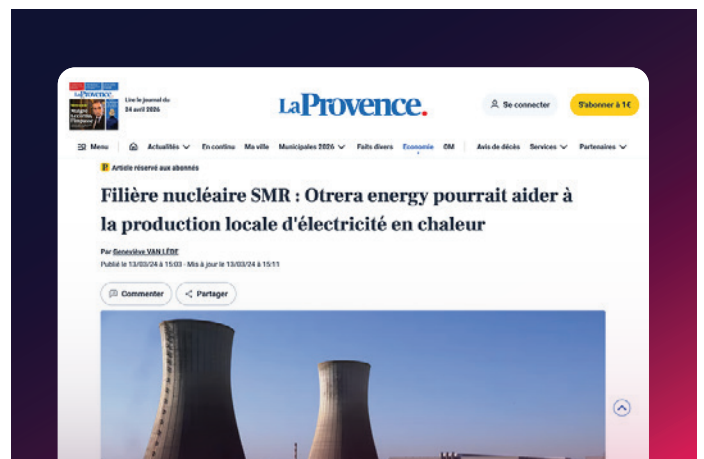 La Provence.
Lire le journal du
24 avril 2026
LaProvence.
Se connecter
S'abonner à 1€
Menu
Actualités
En continu
Ma ville
Municipales 2026
Faits divers
Economie
OM
Avis de décès
Services
Partenaires
Article réservé aux abonnés
Filière nucléaire SMR : Otrera energy pourrait aider à
la production locale d'électricité en chaleur
Par Geneviève VAN LÈDE
Publié le 13/03/24 à 15:03 - Mis à jour le 13/03/24 à 15:11
Commenter
Partager